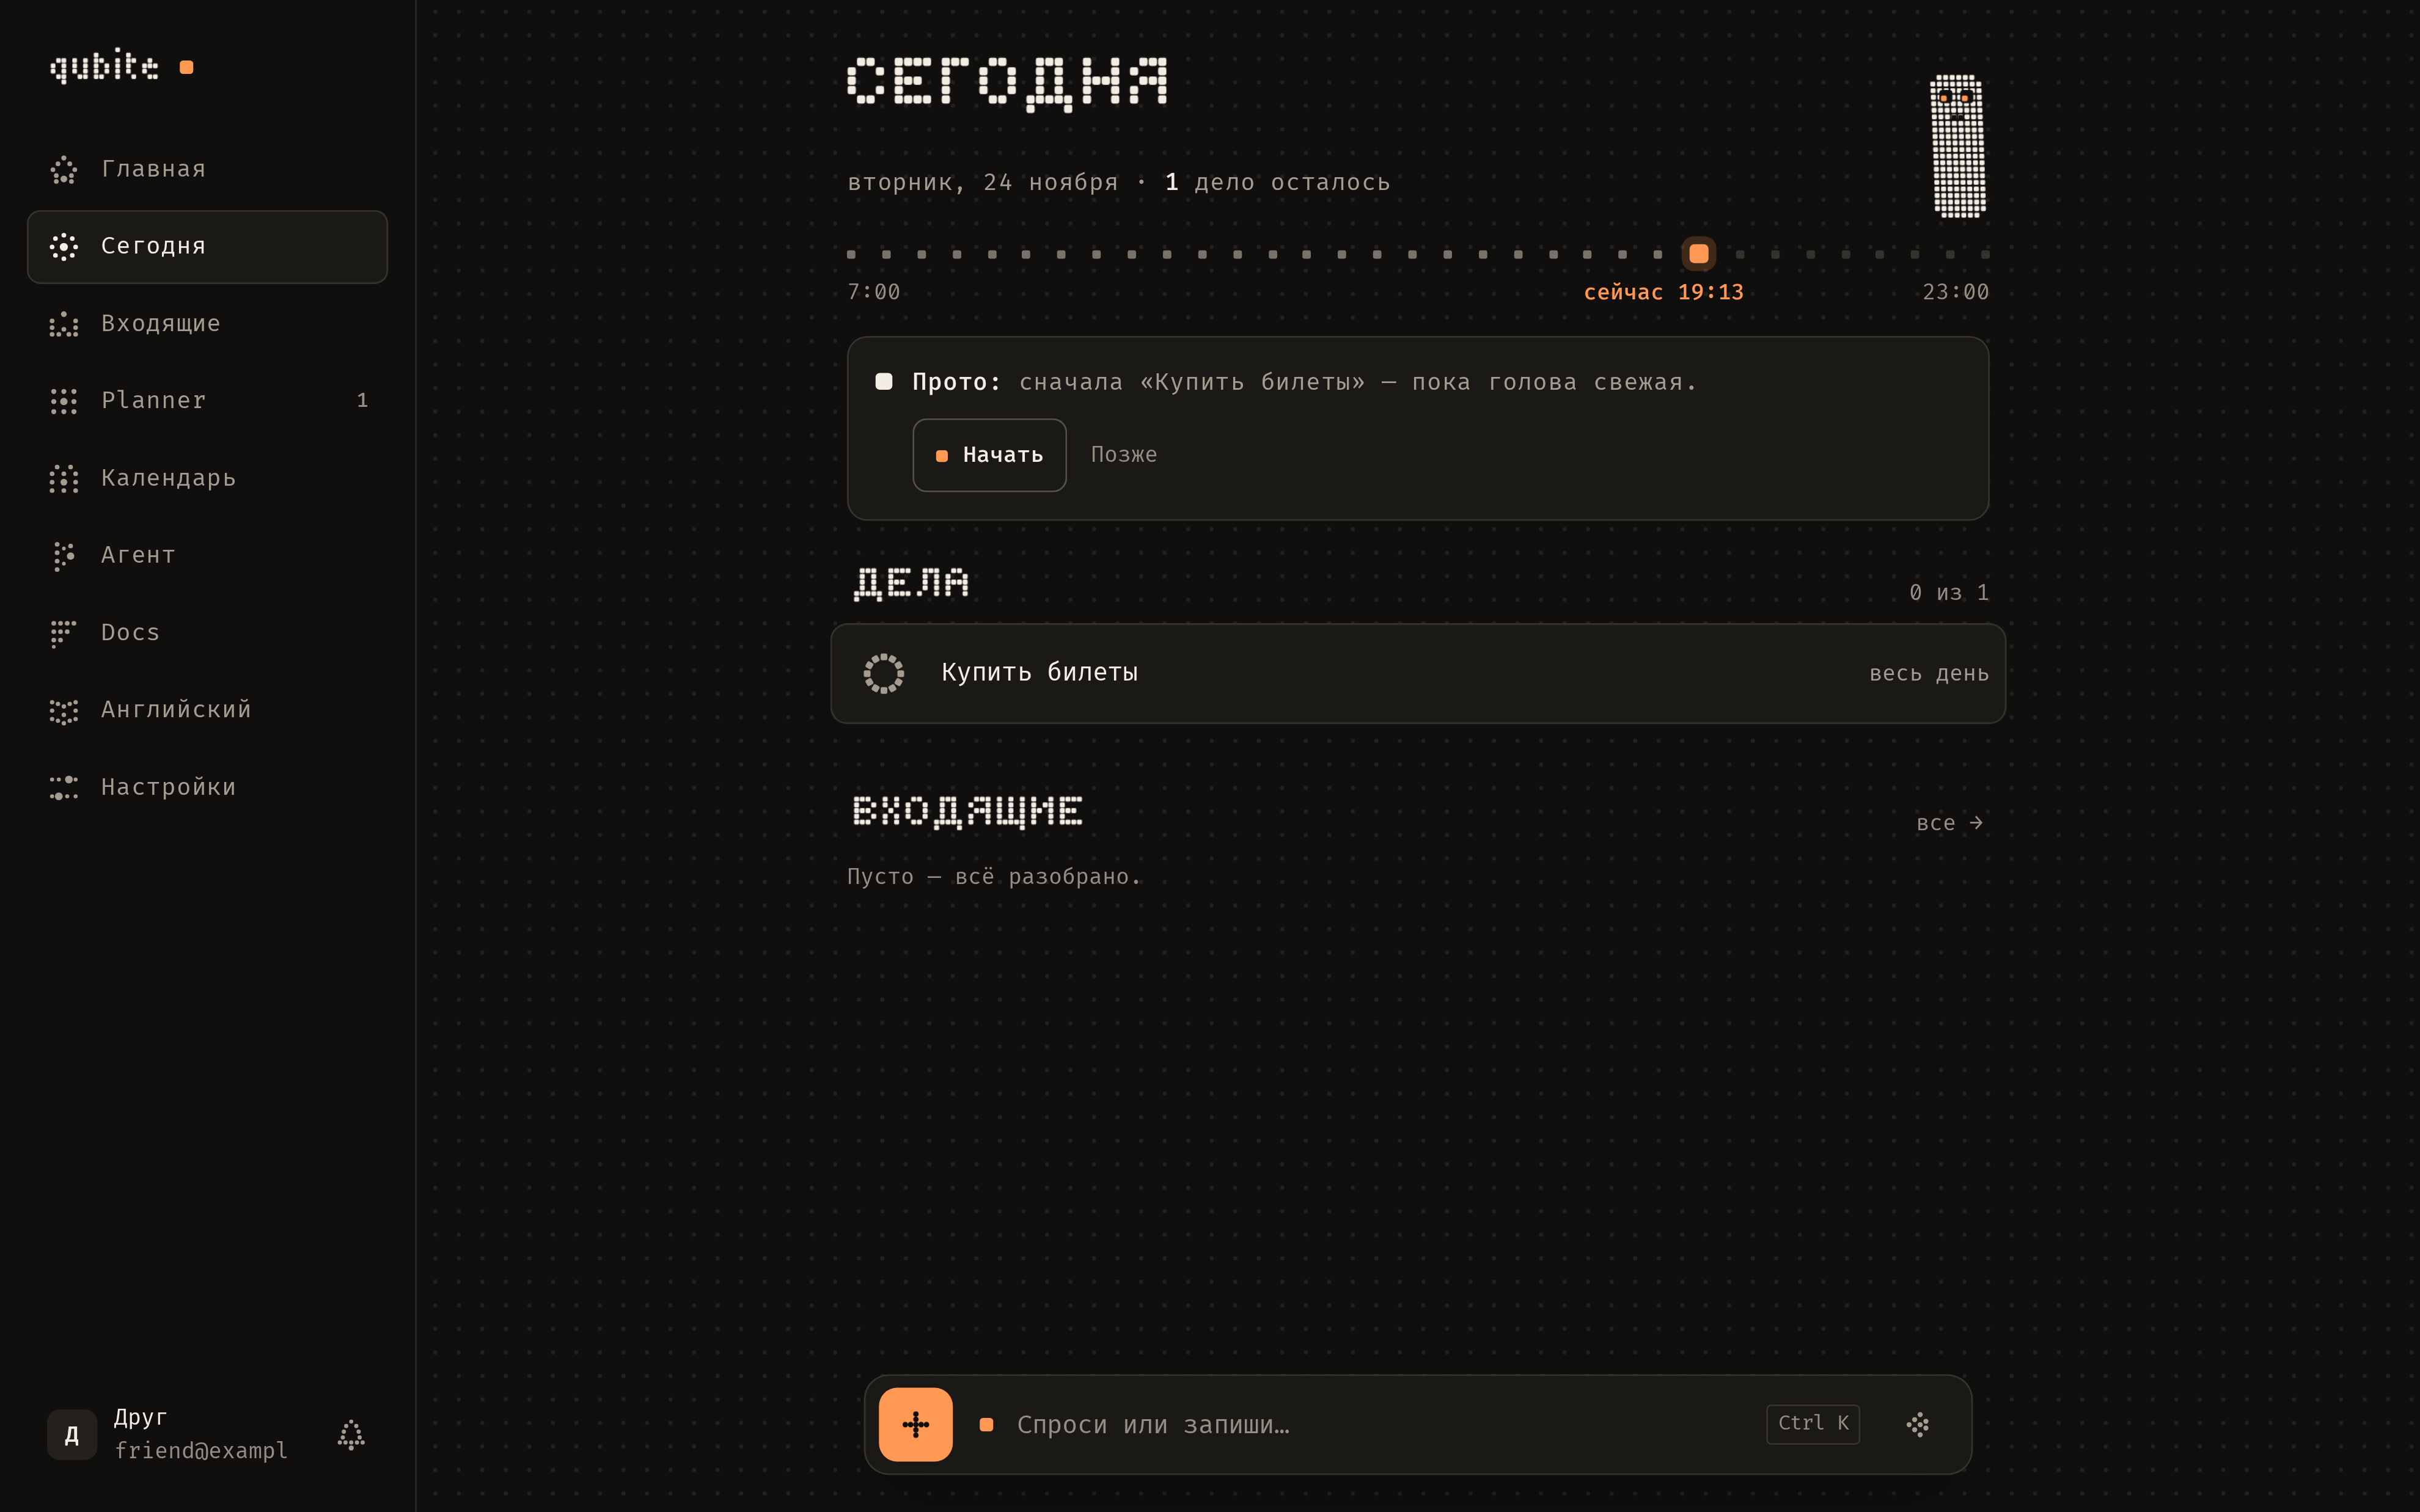 qubite
Главная
Сегодня
Входящие
Planner 1
Календарь
Агент
Docs
Английский
Настройки
Д
Друг
friend@exampl
СЕГОДНЯ
вторник, 24 ноября · 1 дело осталось
7:00 сейчас 19:13 23:00
Прото: сначала «Купить билеты» — пока голова свежая.
Начать Позже
ДЕЛА 0 из 1
Купить билеты весь день
ВХОДЯЩИЕ все →
Пусто — всё разобрано.
Спроси или запиши… Ctrl K